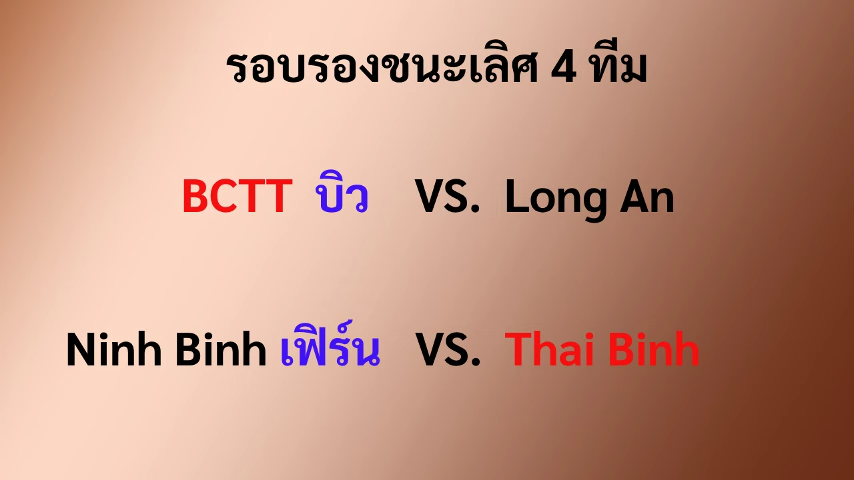 รอบรองชนะเลิศ 4 ทีม
BCTT บิว VS. Long An
Ninh Binh เฟิร์น VS. Thai Binh